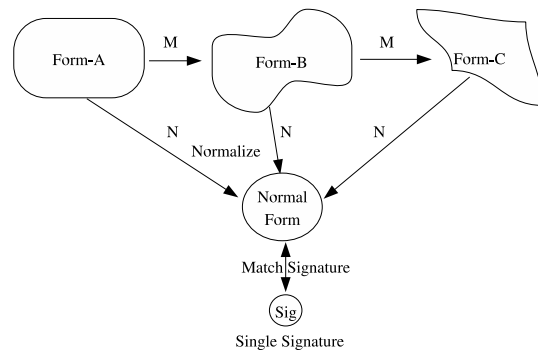 M
M
Form-A
Form-B
Form-C
N
N
N
Normalize
Normal
Form
Match Signature
Sig
Single Signature